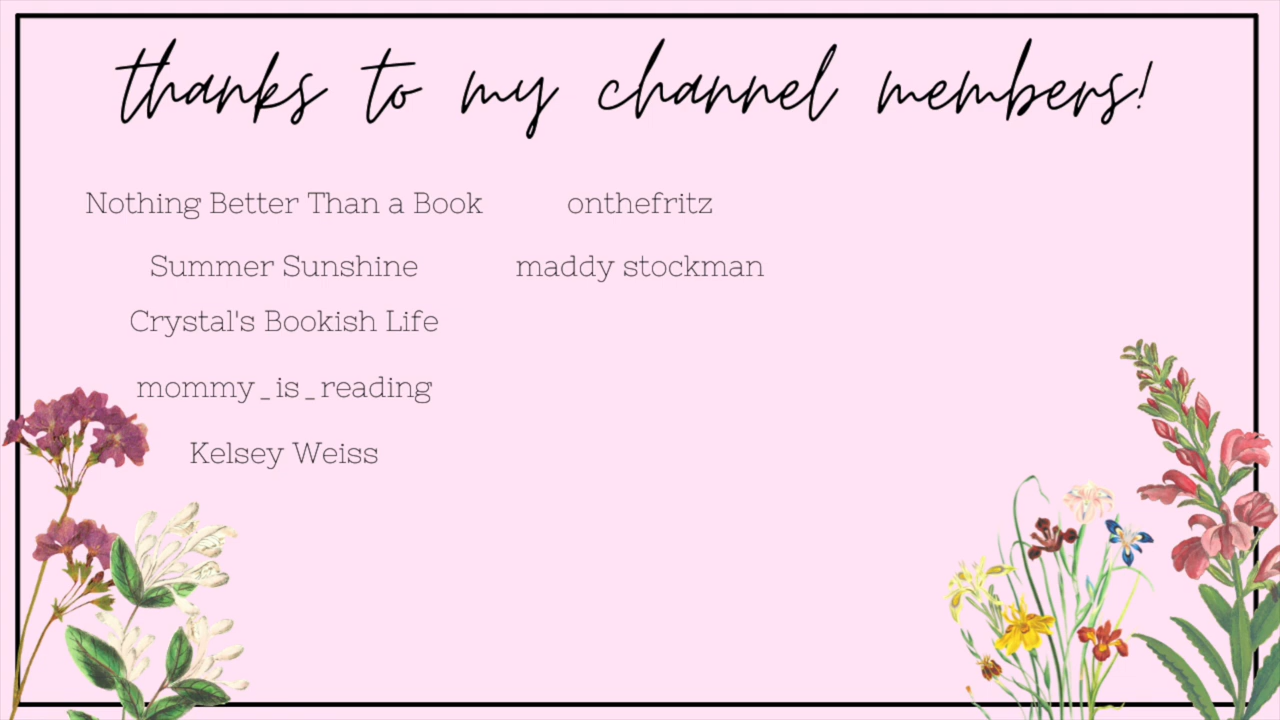 thanks to my channel members!
Nothing Better Than a Book
Summer Sunshine
Crystal's Bookish Life
mommy_is_reading
Kelsey Weiss
onthefritz
maddy stockman